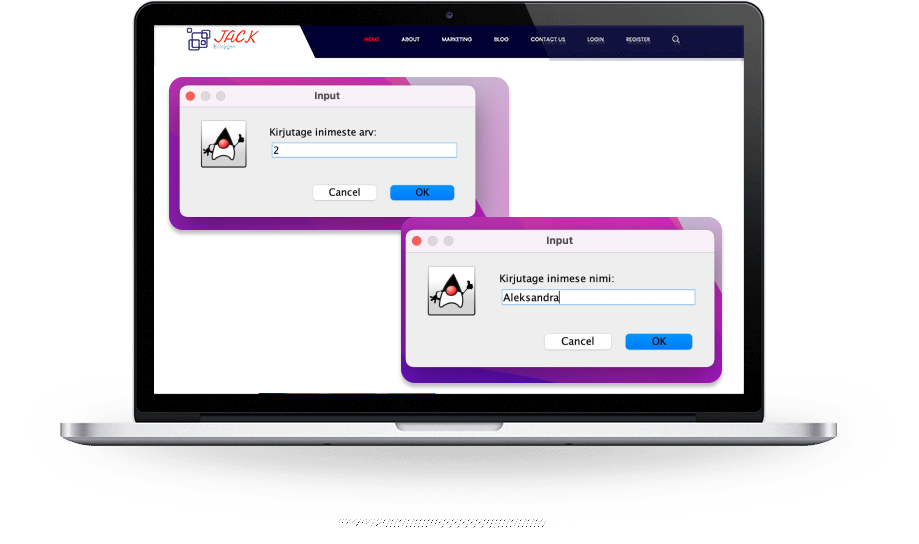 JACK
Blogger
HOME ABOUT MARKETING BLOG CONTACT US LOGIN REGISTER
Input
Kirjutage inimeste arv:
2
Cancel OK
Input
Kirjutage inimese nimi:
Aleksandra
Cancel OK